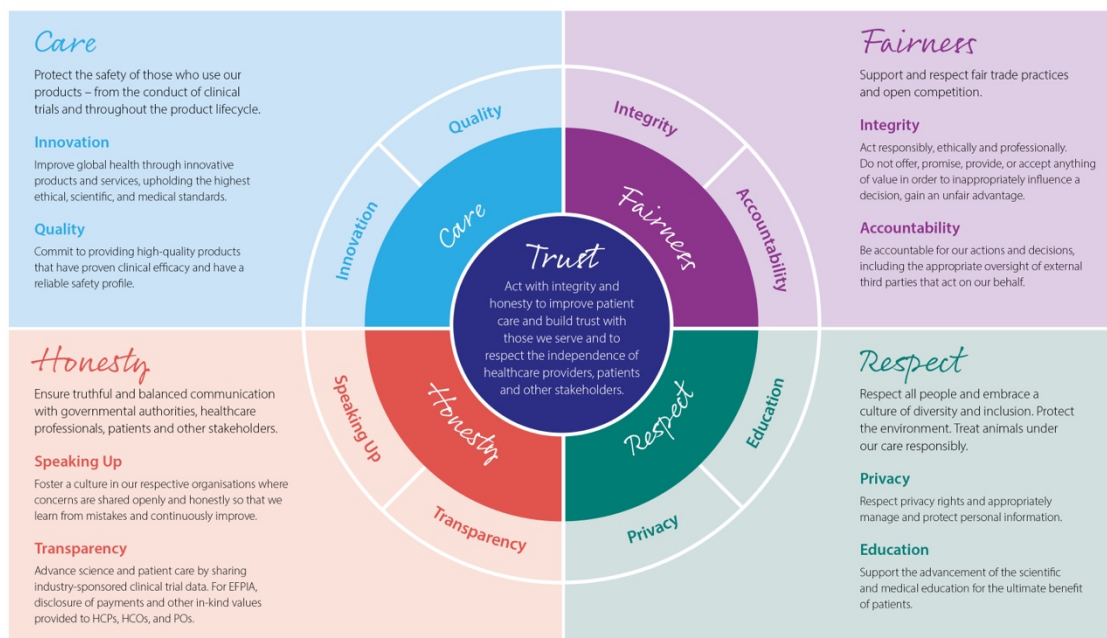 Care
Protect the safety of those who use our
products – from the conduct of clinical
trials and throughout the product lifecycle.
Innovation
Improve global health through innovative
products and services, upholding the highest
ethical, scientific, and medical standards.
Quality
Commit to providing high-quality products
that have proven clinical efficacy and have a
reliable safety profile.
Fairness
Support and respect fair trade practices
and open competition.
Integrity
Act responsibly, ethically and professionally.
Do not offer, promise, provide, or accept anything
of value in order to inappropriately influence a
decision, gain an unfair advantage.
Accountability
Be accountable for our actions and decisions,
including the appropriate oversight of external
third parties that act on our behalf.
Quality
Integrity
Innovation
Accountability
Care
Fairness
Trust
Act with integrity and
honesty to improve patient
care and build trust with
those we serve and to
respect the independence of
healthcare providers, patients
and other stakeholders.
Honesty
Respect
Speaking Up
Education
Transparency
Privacy
Honesty
Ensure truthful and balanced communication
with governmental authorities, healthcare
professionals, patients and other stakeholders.
Speaking Up
Foster a culture in our respective organisations where
concerns are shared openly and honestly so that we
learn from mistakes and continuously improve.
Transparency
Advance science and patient care by sharing
industry-sponsored clinical trial data. For EFPIA,
disclosure of payments and other in-kind values
provided to HCPs, HCOs, and POs.
Respect
Respect all people and embrace a
culture of diversity and inclusion. Protect
the environment. Treat animals under
our care responsibly.
Privacy
Respect privacy rights and appropriately
manage and protect personal information.
Education
Support the advancement of the scientific
and medical education for the ultimate benefit
of patients.